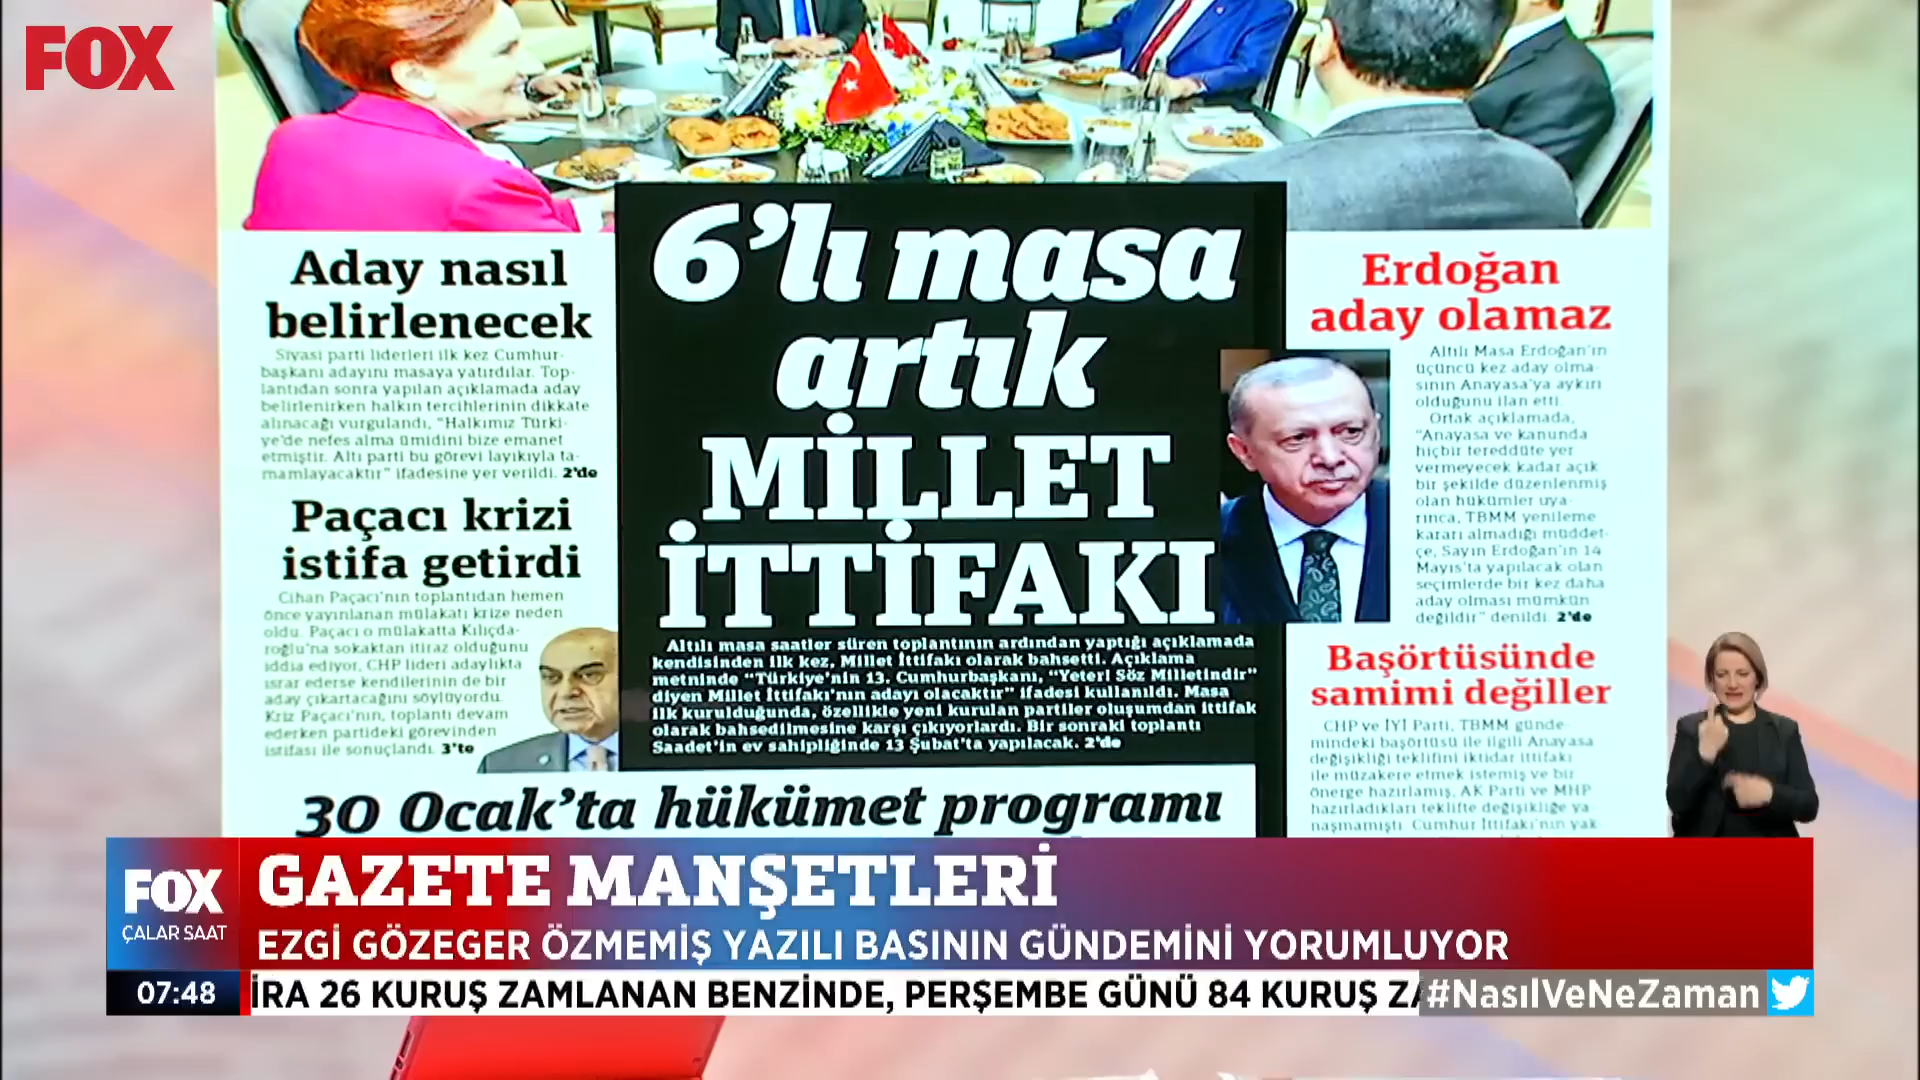 FOX
Aday nasıl
belirlenecek
Siyasi parti liderleri ilk kez Cumhur-
başkanı adayını masaya yatırdılar. Top-
lantıdan sonra yapılan açıklamada aday
belirlenirken halkın tercihlerinin dikkate
alınacağı vurgulandı, "Halkımız Türki-
ye'de nefes alma ümidini bize emanet
etmiştir. Altı parti bu görevi layıkıyla ta-
mamlayacaktır" ifadesine yer verildi. 2'de
Paçacı krizi
istifa getirdi
Cihan Paçacı'nın toplantıdan hemen
önce yayınlanan mülakatı krize neden
oldu. Paçacı o mülakatta Kılıçda-
roğlu'na sokaktan itiraz olduğunu
iddia ediyor, CHP lideri adaylıkta
ısrar ederse kendilerinin de bir
aday çıkartacağını söylüyordu.
Kriz Paçacı'nın, toplantı devam
ederken partideki görevinden
istifası ile sonuçlandı. 3'te
6'lı masa
artık
MİLLET
İTTİFAKI
Altılı masa saatler süren toplantının ardından yaptığı açıklamada
kendisinden ilk kez, Millet İttifakı olarak bahsetti. Açıklama
metninde "Türkiye'nin 13. Cumhurbaşkanı, "Yeter! Söz Milletindir"
diyen Millet İttifakı'nın adayı olacaktır" ifadesi kullanıldı. Masa
ilk kurulduğunda, özellikle yeni kurulan partiler oluşumdan ittifak
olarak bahsedilmesine karşı çıkıyorlardı. Bir sonraki toplantı
Saadet'in ev sahipliğinde 13 Şubat'ta yapılacak. 2'de
Erdoğan
aday olamaz
Altılı Masa Erdoğan'ın
üçüncü kez aday olma-
sının Anayasa'ya aykırı
olduğunu ilan etti.
Ortak açıklamada,
"Anayasa ve kanunda
hiçbir tereddüte yer
vermeyecek kadar açık
bir şekilde düzenlenmiş
olan hükümler uya-
rınca, TBMM yenileme
kararı almadığı müddet-
çe, Sayın Erdoğan'ın 14
Mayıs'ta yapılacak olan
seçimlerde bir kez daha
aday olması mümkün
değildir" denildi. 2'de
Başörtüsünde
samimi değiller
CHP ve İYİ Parti, TBMM günde-
mindeki başörtüsü ile ilgili Anayasa
değişikliği teklifini iktidar ittifakı
ile müzakere etmek istemiş ve bir
önerge hazırlamış, AK Parti ve MHP
hazırladıkları teklifte değişikliğe ya-
naşmamıştı. Cumhur İttifakı'nın yak-
30 Ocak'ta hükümet programı
FOX
ÇALAR SAAT
GAZETE MANŞETLERİ
EZGİ GÖZEGER ÖZMEMİŞ YAZILI BASININ GÜNDEMİNİ YORUMLUYOR
07:48
İRA 26 KURUŞ ZAMLANAN BENZİNDE, PERŞEMBE GÜNÜ 84 KURUŞ ZA
#NasılVeNeZaman